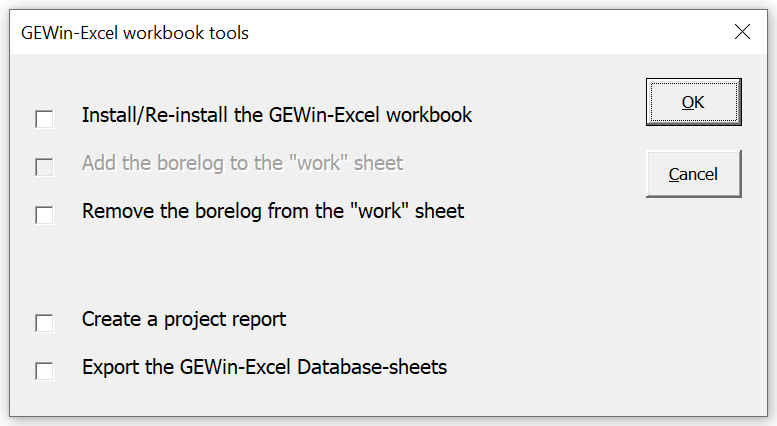 GEWin-Excel workbook tools
Install/Re-install the GEWin-Excel workbook
OK
Add the borelog to the "work" sheet
Cancel
Remove the borelog from the "work" sheet
Create a project report
Export the GEWin-Excel Database-sheets